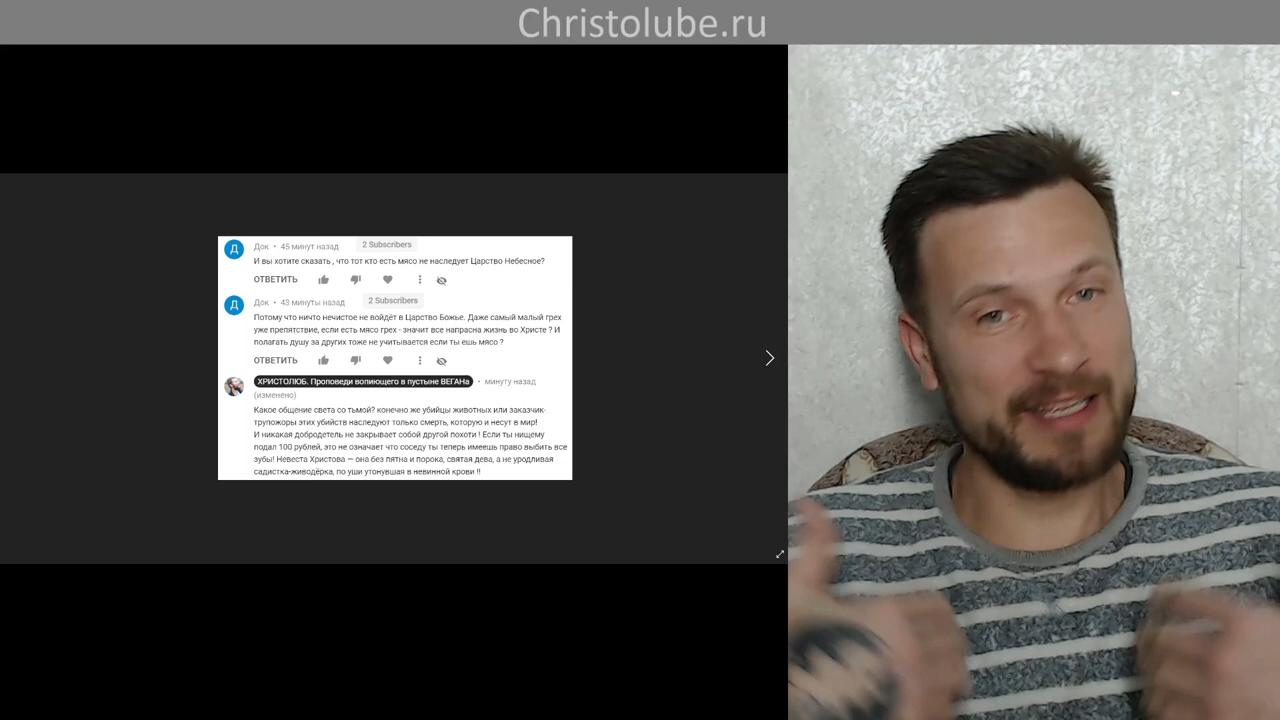 Christolube.ru
Д
Док • 45 минут назад 2 Subscribers
И вы хотите сказать , что тот кто есть мясо не наследует Царство Небесное?
ОТВЕТИТЬ
Д
Док • 43 минуты назад 2 Subscribers
Потому что ничто нечистое не войдёт в Царство Божье. Даже самый малый грех
уже препятствие, если есть мясо грех - значит все напрасна жизнь во Христе ? И
полагать душу за других тоже не учитывается если ты ешь мясо ?
ОТВЕТИТЬ
ХРИСТОЛЮБ. Проповеди вопиющего в пустыне ВЕГАНа • минуту назад
(изменено)
Какое общение света со тьмой? конечно же убийцы животных или заказчик-
трупожоры этих убийств наследуют только смерть, которую и несут в мир!
И никакая добродетель не закрывает собой другой похоти ! Если ты нищему
подал 100 рублей, это не означает что соседу ты теперь имеешь право выбить все
зубы! Невеста Христова — она без пятна и порока, святая дева, а не уродливая
садистка-живодёрка, по уши утонувшая в невинной крови !!